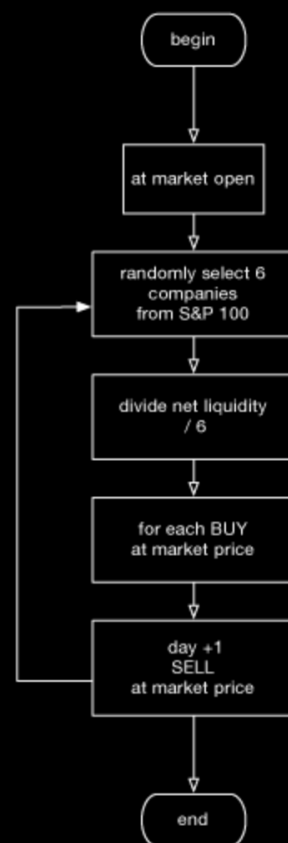 begin
at market open
randomly select 6
companies
from S&P 100
divide net liquidity
/ 6
for each BUY
at market price
day +1
SELL
at market price
end